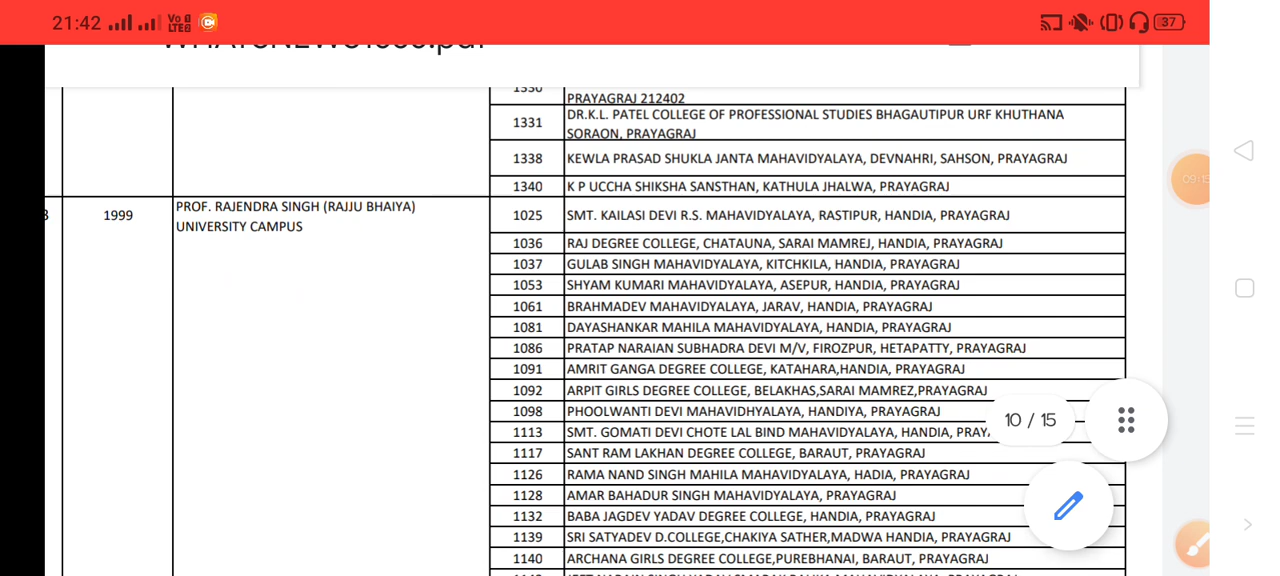 21:42 Vo LTE 37
WHATSNEW01353.pdf
1330 PRAYAGRAJ 212402
1331 DR.K.L. PATEL COLLEGE OF PROFESSIONAL STUDIES BHAGAUTIPUR URF KHUTHANA
SORAON, PRAYAGRAJ
1338 KEWLA PRASAD SHUKLA JANTA MAHAVIDYALAYA, DEVNAHRI, SAHSON, PRAYAGRAJ
1340 K P UCCHA SHIKSHA SANSTHAN, KATHULA JHALWA, PRAYAGRAJ
3 1999 PROF. RAJENDRA SINGH (RAJJU BHAIYA)
UNIVERSITY CAMPUS
1025 SMT. KAILASI DEVI R.S. MAHAVIDYALAYA, RASTIPUR, HANDIA, PRAYAGRAJ
1036 RAJ DEGREE COLLEGE, CHATAUNA, SARAI MAMREJ, HANDIA, PRAYAGRAJ
1037 GULAB SINGH MAHAVIDYALAYA, KITCHKILA, HANDIA, PRAYAGRAJ
1053 SHYAM KUMARI MAHAVIDYALAYA, ASEPUR, HANDIA, PRAYAGRAJ
1061 BRAHMADEV MAHAVIDYALAYA, JARAV, HANDIA, PRAYAGRAJ
1081 DAYASHANKAR MAHILA MAHAVIDYALAYA, HANDIA, PRAYAGRAJ
1086 PRATAP NARAIAN SUBHADRA DEVI M/V, FIROZPUR, HETAPATTY, PRAYAGRAJ
1091 AMRIT GANGA DEGREE COLLEGE, KATAHARA,HANDIA, PRAYAGRAJ
1092 ARPIT GIRLS DEGREE COLLEGE, BELAKHAS,SARAI MAMREZ,PRAYAGRAJ
1098 PHOOLWANTI DEVI MAHAVIDHYALAYA, HANDIYA, PRAYAGRAJ
10 / 15
1113 SMT. GOMATI DEVI CHOTE LAL BIND MAHAVIDYALAYA, HANDIA, PRAY
1117 SANT RAM LAKHAN DEGREE COLLEGE, BARAUT, PRAYAGRAJ
1126 RAMA NAND SINGH MAHILA MAHAVIDYALAYA, HADIA, PRAYAGRAJ
1128 AMAR BAHADUR SINGH MAHAVIDYALAYA, PRAYAGRAJ
1132 BABA JAGDEV YADAV DEGREE COLLEGE, HANDIA, PRAYAGRAJ
1139 SRI SATYADEV D.COLLEGE,CHAKIYA SATHER,MADWA HANDIA, PRAYAGRAJ
1140 ARCHANA GIRLS DEGREE COLLEGE,PUREBHANAI, BARAUT, PRAYAGRAJ